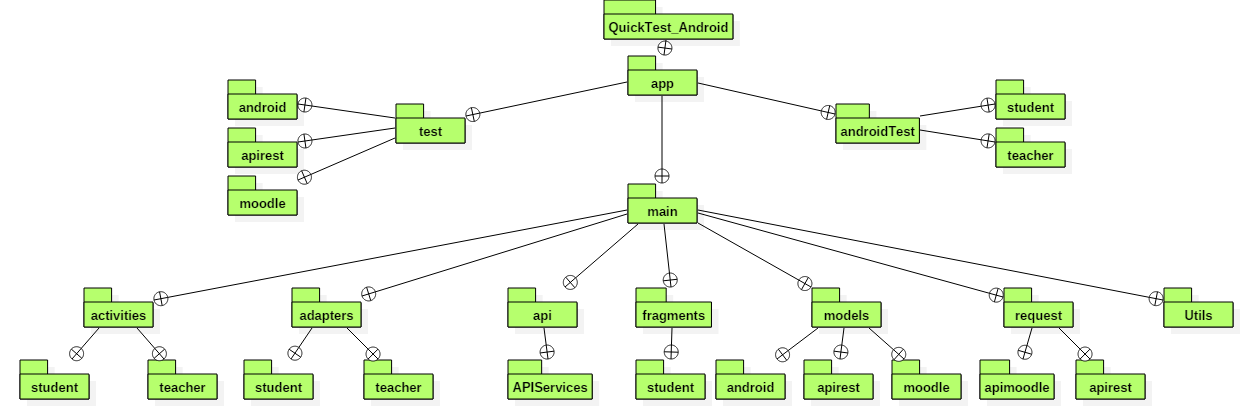 QuickTest_Android
app
android
test
androidTest
student
apirest
teacher
moodle
main
activities
adapters
api
fragments
models
request
Utils
student
teacher
student
teacher
APIServices
student
android
apirest
moodle
apimoodle
apirest